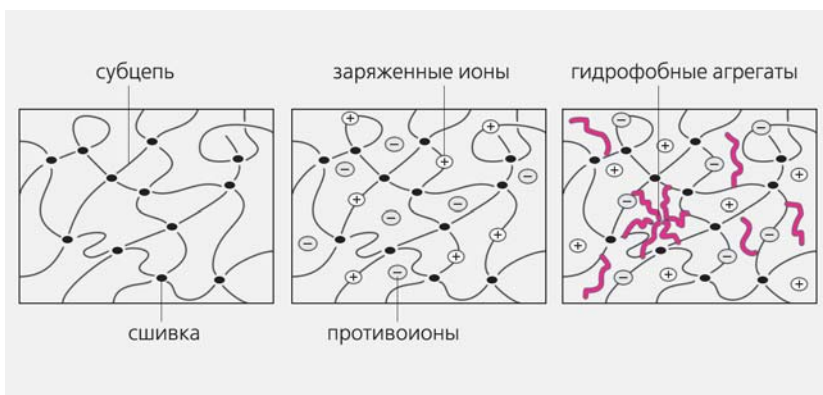 субцепь
заряженные ионы
гидрофобные агрегаты
сшивка
противоионы